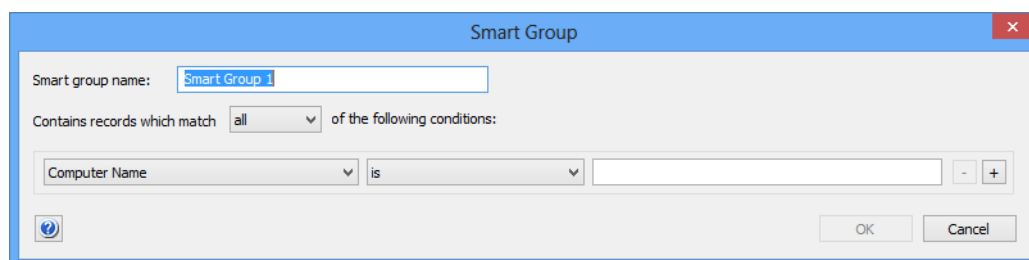 Smart Group
Smart group name: Smart Group 1
Contains records which match all of the following conditions:
Computer Name is - +
OK Cancel